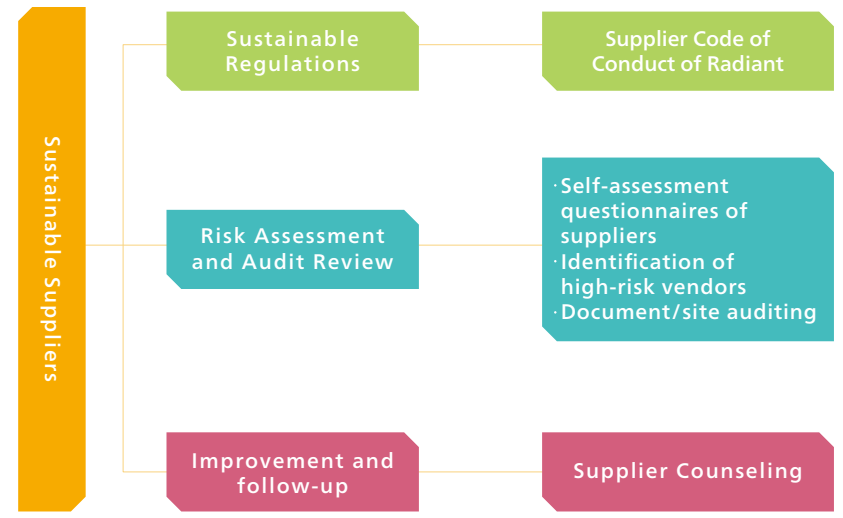 Sustainable Suppliers
Sustainable
Regulations
Supplier Code of
Conduct of Radiant
Risk Assessment
and Audit Review
·Self-assessment
questionnaires of
suppliers
·Identification of
high-risk vendors
·Document/site auditing
Improvement and
follow-up
Supplier Counseling